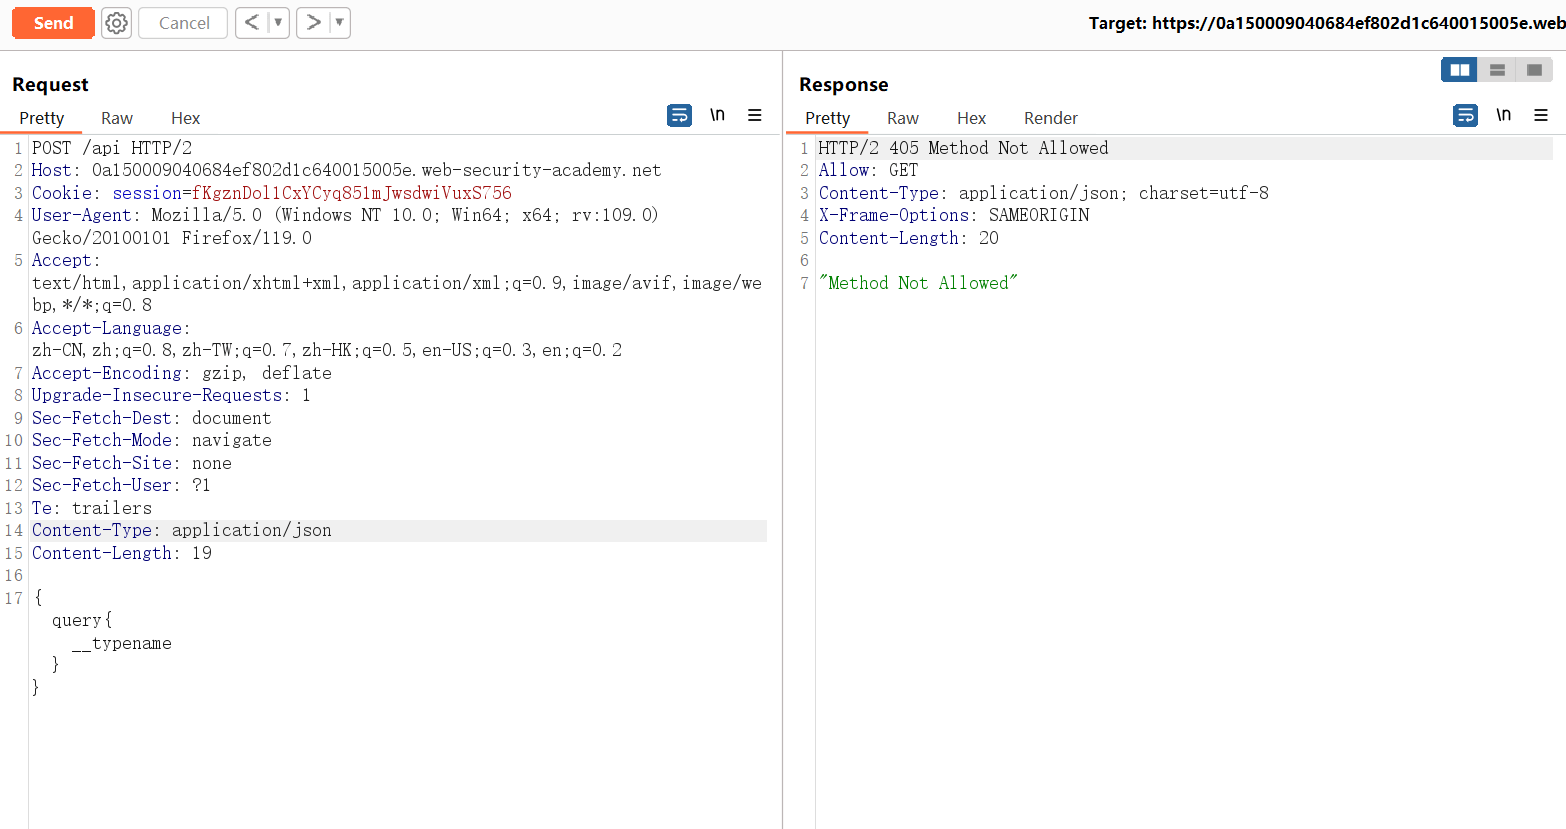 Send
Cancel
<
>
Target: https://0a150009040684ef802d1c640015005e.web
Request
Pretty
Raw
Hex
\n
1 POST /api HTTP/2
2 Host: 0a150009040684ef802d1c640015005e.web-security-academy.net
3 Cookie: session=fKgznDol1CxYCyq851mJwsdwiVuxS756
4 User-Agent: Mozilla/5.0 (Windows NT 10.0; Win64; x64; rv:109.0)
Gecko/20100101 Firefox/119.0
5 Accept:
text/html,application/xhtml+xml,application/xml;q=0.9,image/avif,image/we
bp,*/*;q=0.8
6 Accept-Language:
zh-CN,zh;q=0.8,zh-TW;q=0.7,zh-HK;q=0.5,en-US;q=0.3,en;q=0.2
7 Accept-Encoding: gzip, deflate
8 Upgrade-Insecure-Requests: 1
9 Sec-Fetch-Dest: document
10 Sec-Fetch-Mode: navigate
11 Sec-Fetch-Site: none
12 Sec-Fetch-User: ?1
13 Te: trailers
14 Content-Type: application/json
15 Content-Length: 19
16
17 {
query{
__typename
}
}
Response
Pretty
Raw
Hex
Render
\n
1 HTTP/2 405 Method Not Allowed
2 Allow: GET
3 Content-Type: application/json; charset=utf-8
4 X-Frame-Options: SAMEORIGIN
5 Content-Length: 20
6
7 "Method Not Allowed"